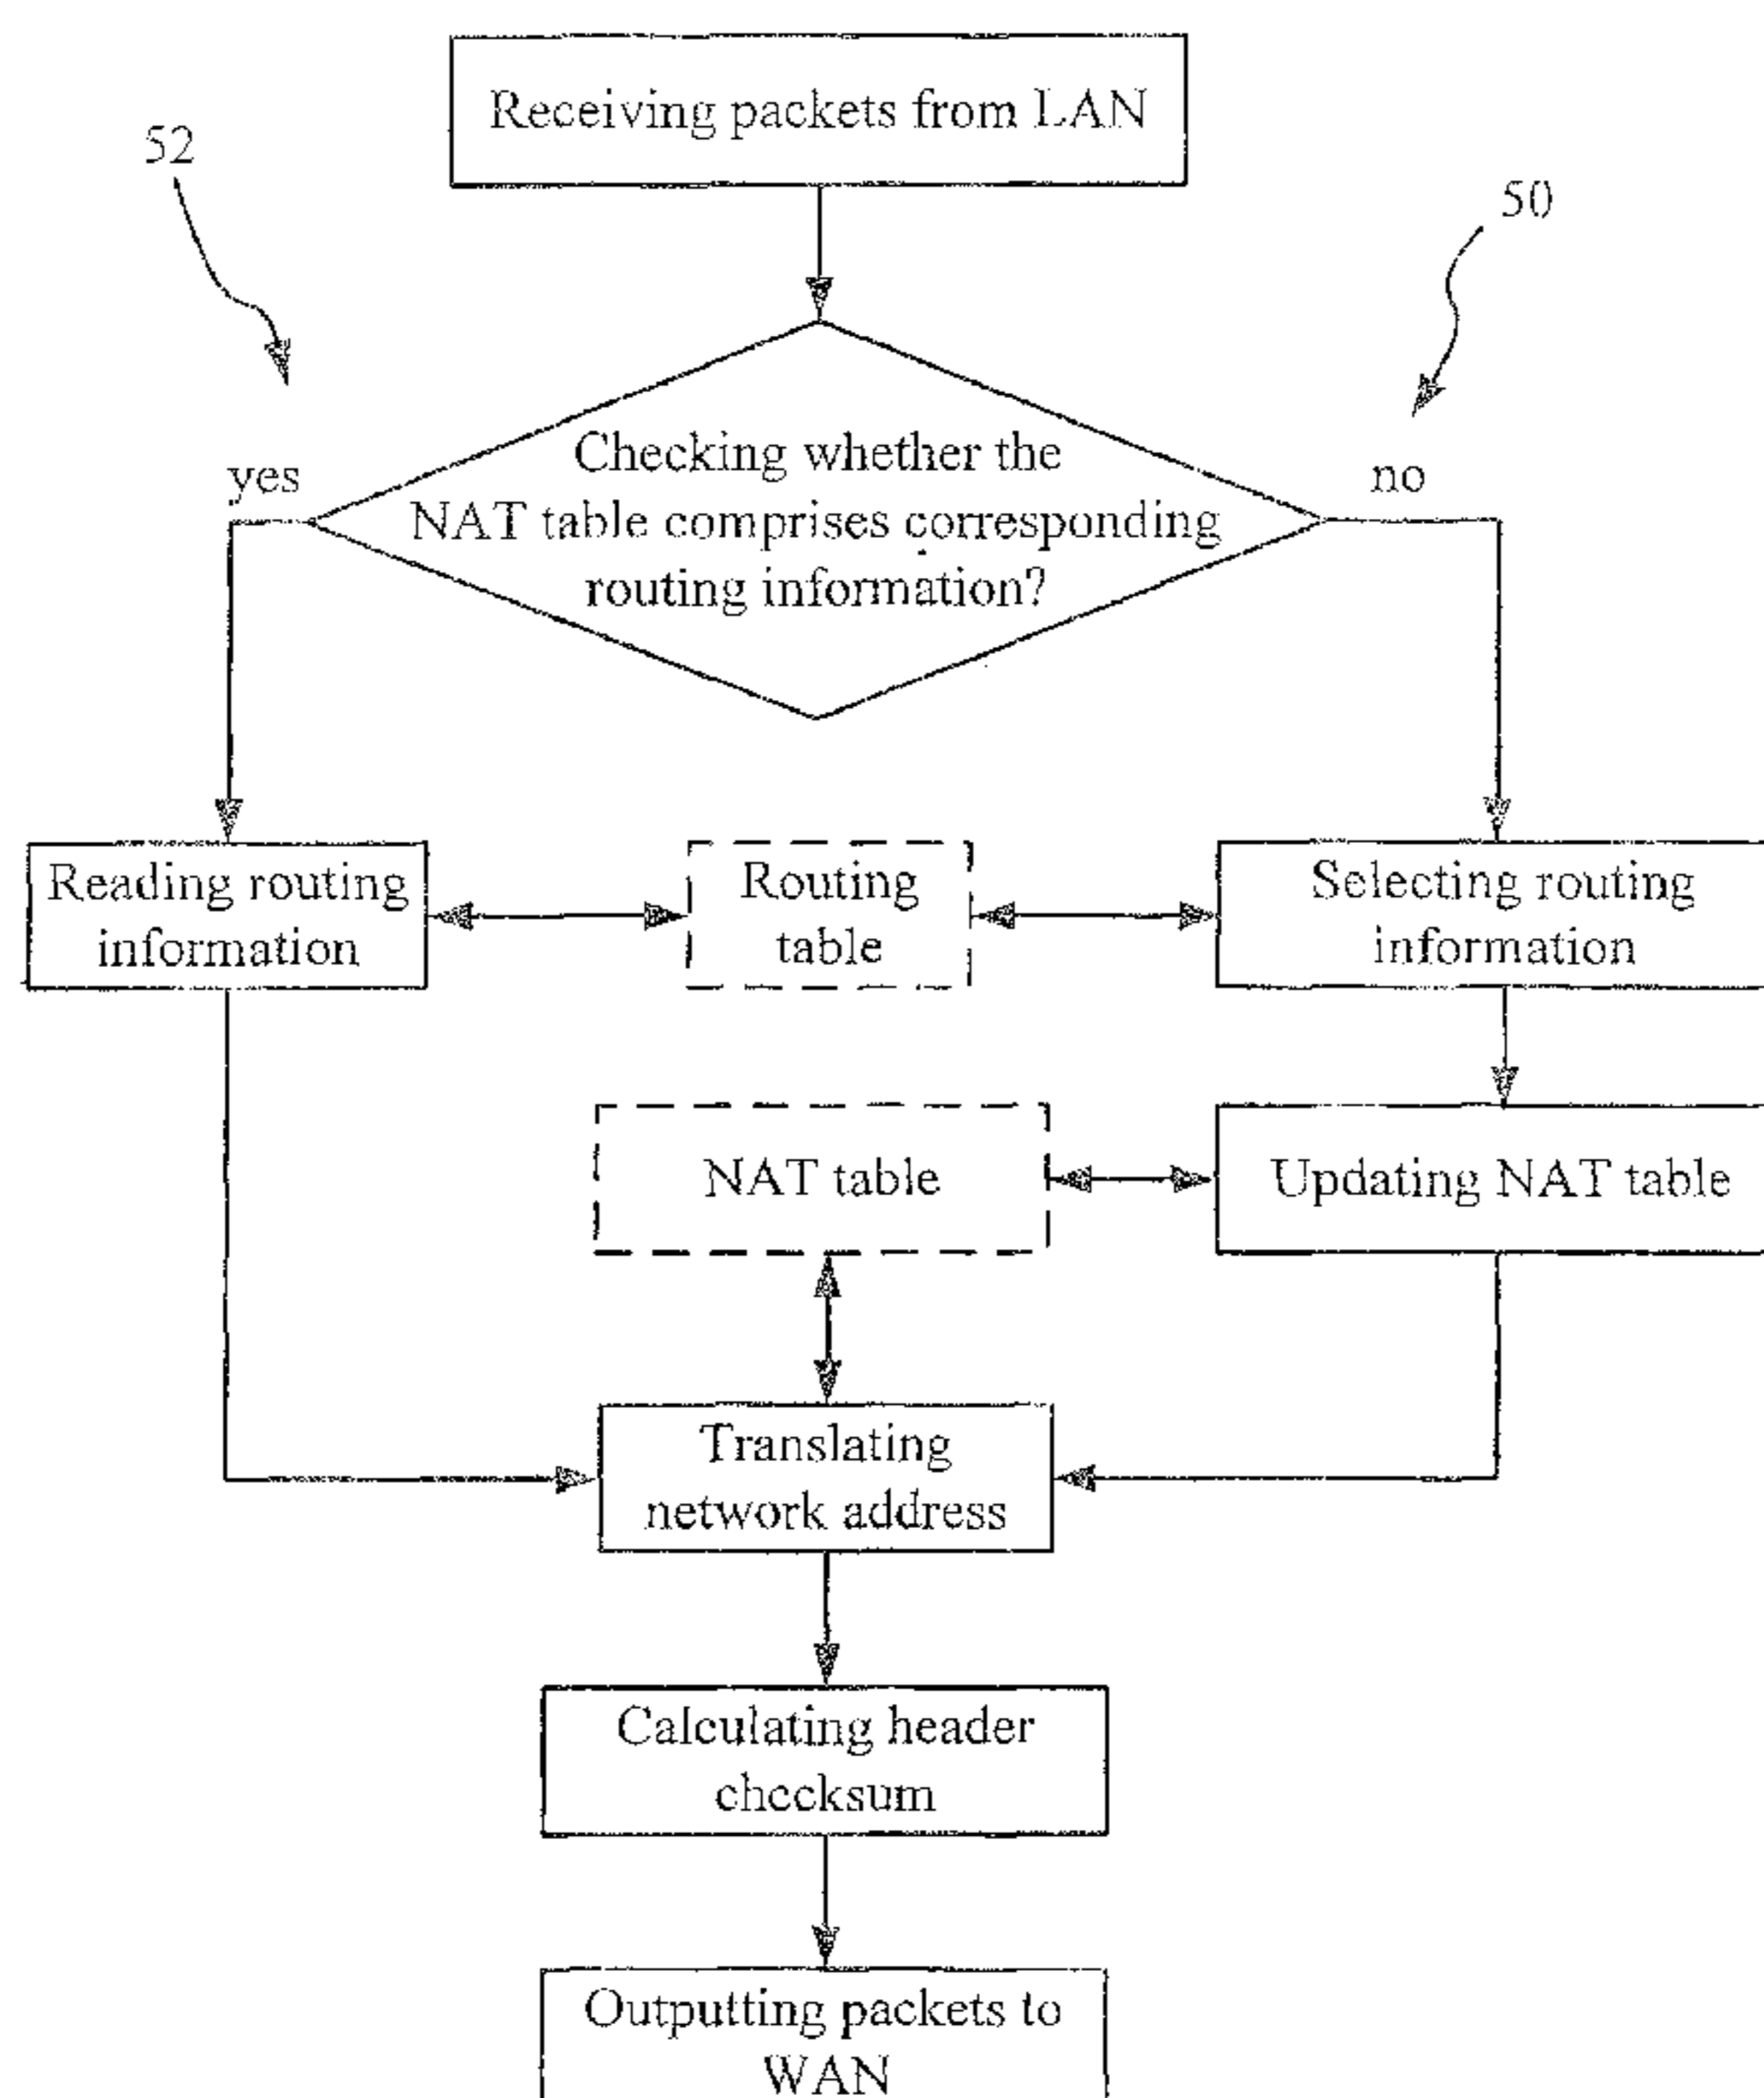 Receiving packets from LAN
52
50
Checking whether the
NAT table comprises corresponding
routing information?
yes
no
Reading routing
information
Routing
table
Selecting routing
information
NAT table
Updating NAT table
Translating
network address
Calculating header
checksum
Outputting packets to
WAN